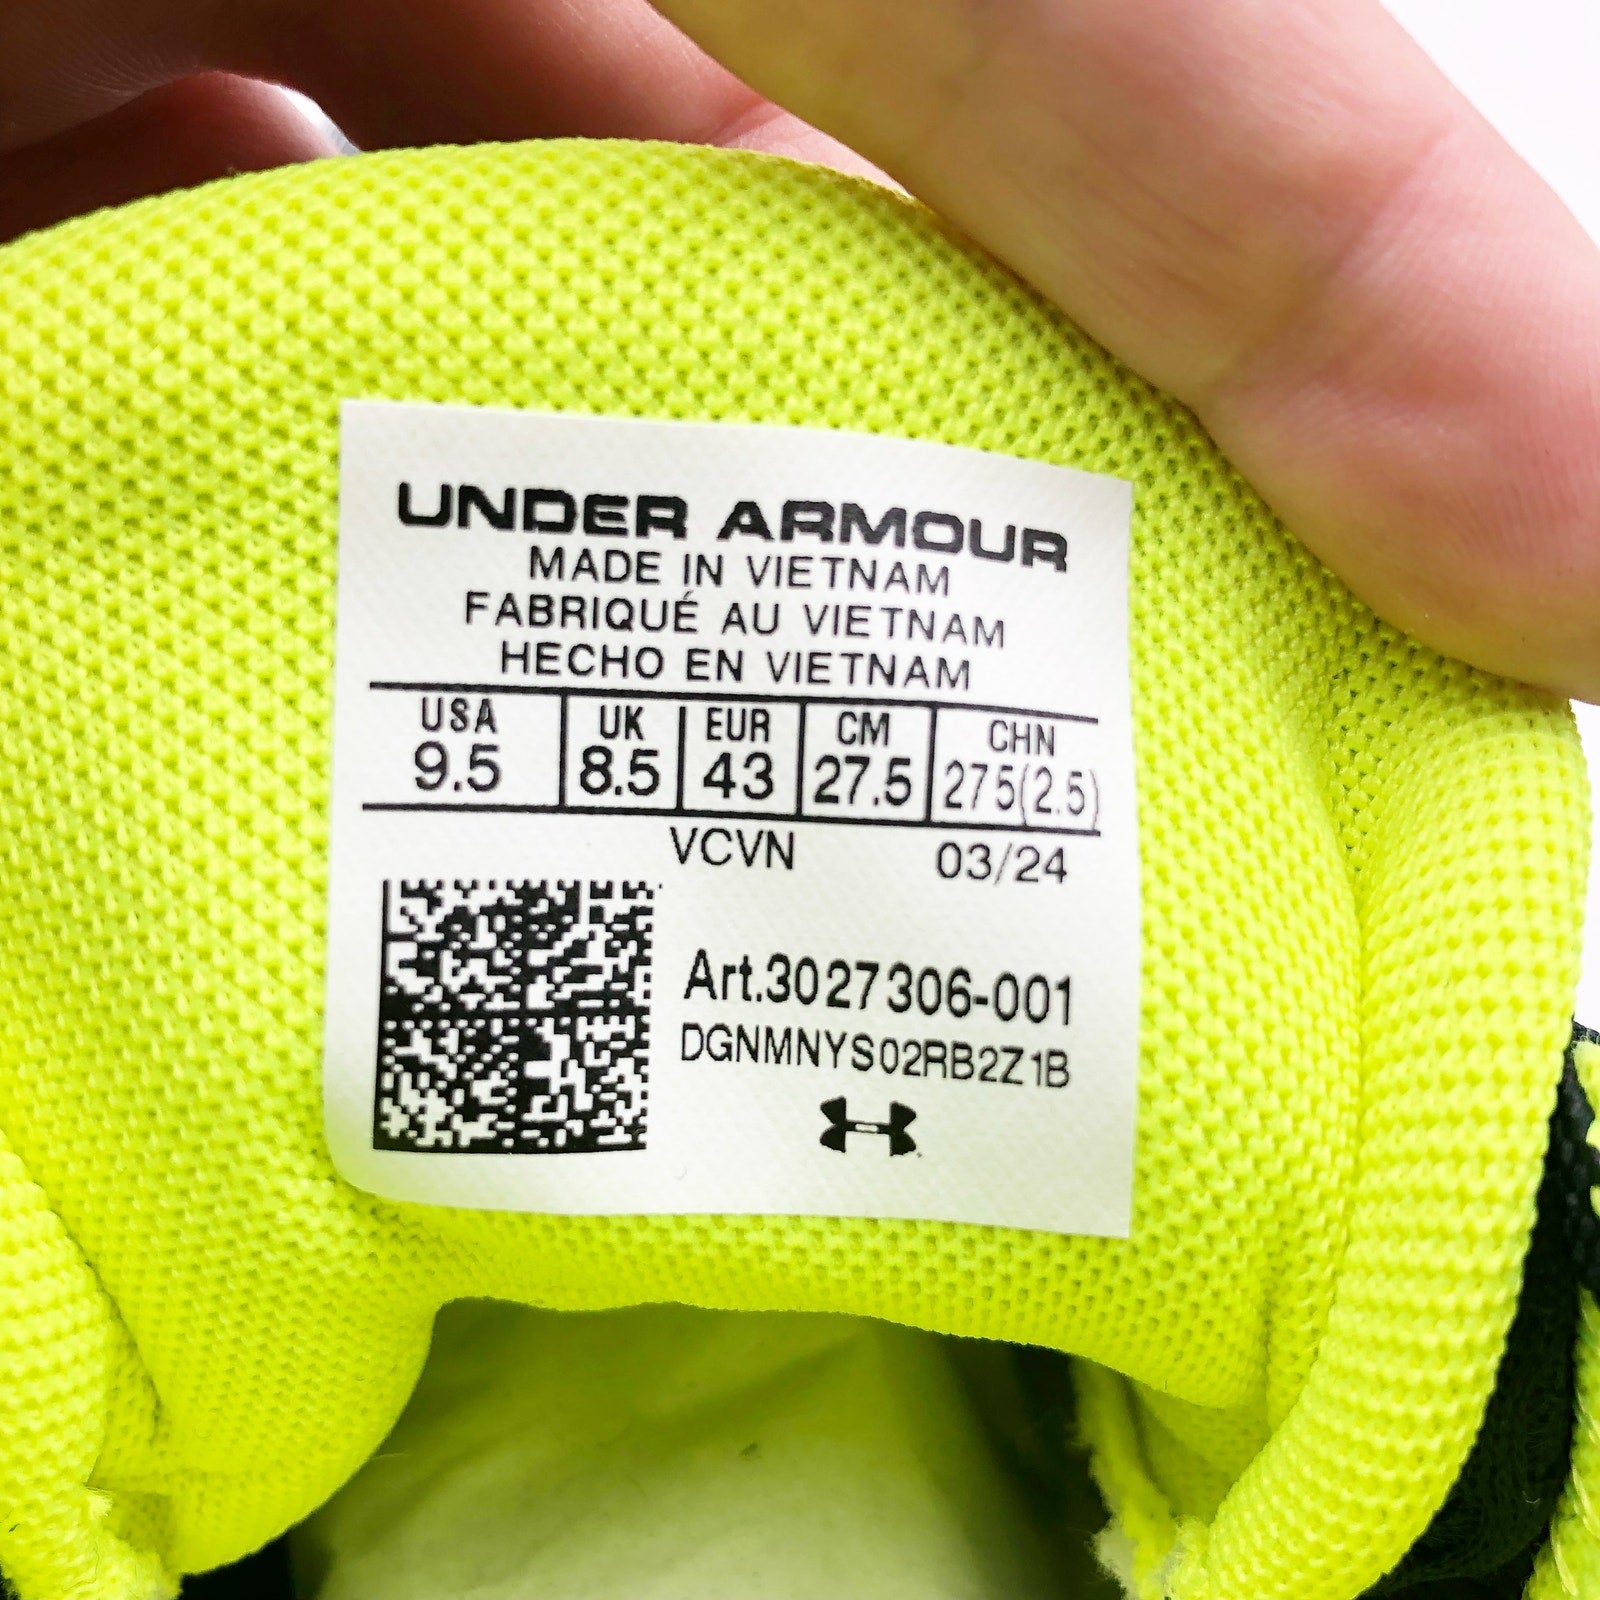 UNDER ARMOUR
MADE IN VIETNAM
FABRIQUÉ AU VIETNAM
HECHO EN VIETNAM
USA UK EUR CM CHN
9.5 8.5 43 27.5 275(2.5)
VCVN 03/24
Art.3027306-001
DGNMNYS02RB2Z1B